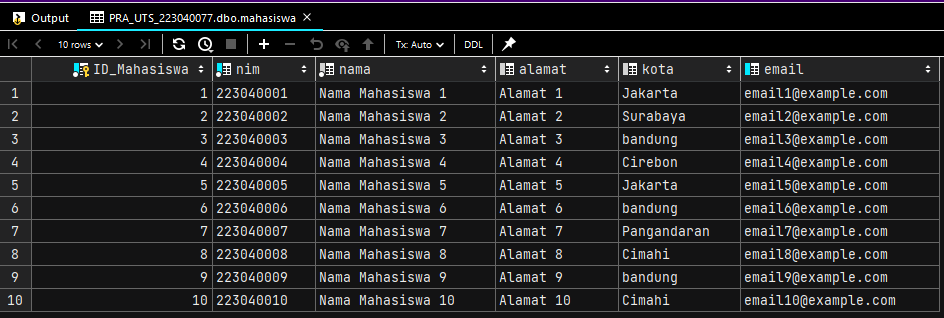 Output PRA_UTS_223040077.dbo.mahasiswa
10 rows Tx: Auto DDL
ID_Mahasiswa nim nama alamat kota email
1 1 223040001 Nama Mahasiswa 1 Alamat 1 Jakarta email1@example.com
2 2 223040002 Nama Mahasiswa 2 Alamat 2 Surabaya email2@example.com
3 3 223040003 Nama Mahasiswa 3 Alamat 3 bandung email3@example.com
4 4 223040004 Nama Mahasiswa 4 Alamat 4 Cirebon email4@example.com
5 5 223040005 Nama Mahasiswa 5 Alamat 5 Jakarta email5@example.com
6 6 223040006 Nama Mahasiswa 6 Alamat 6 bandung email6@example.com
7 7 223040007 Nama Mahasiswa 7 Alamat 7 Pangandaran email7@example.com
8 8 223040008 Nama Mahasiswa 8 Alamat 8 Cimahi email8@example.com
9 9 223040009 Nama Mahasiswa 9 Alamat 9 bandung email9@example.com
10 10 223040010 Nama Mahasiswa 10 Alamat 10 Cimahi email10@example.com